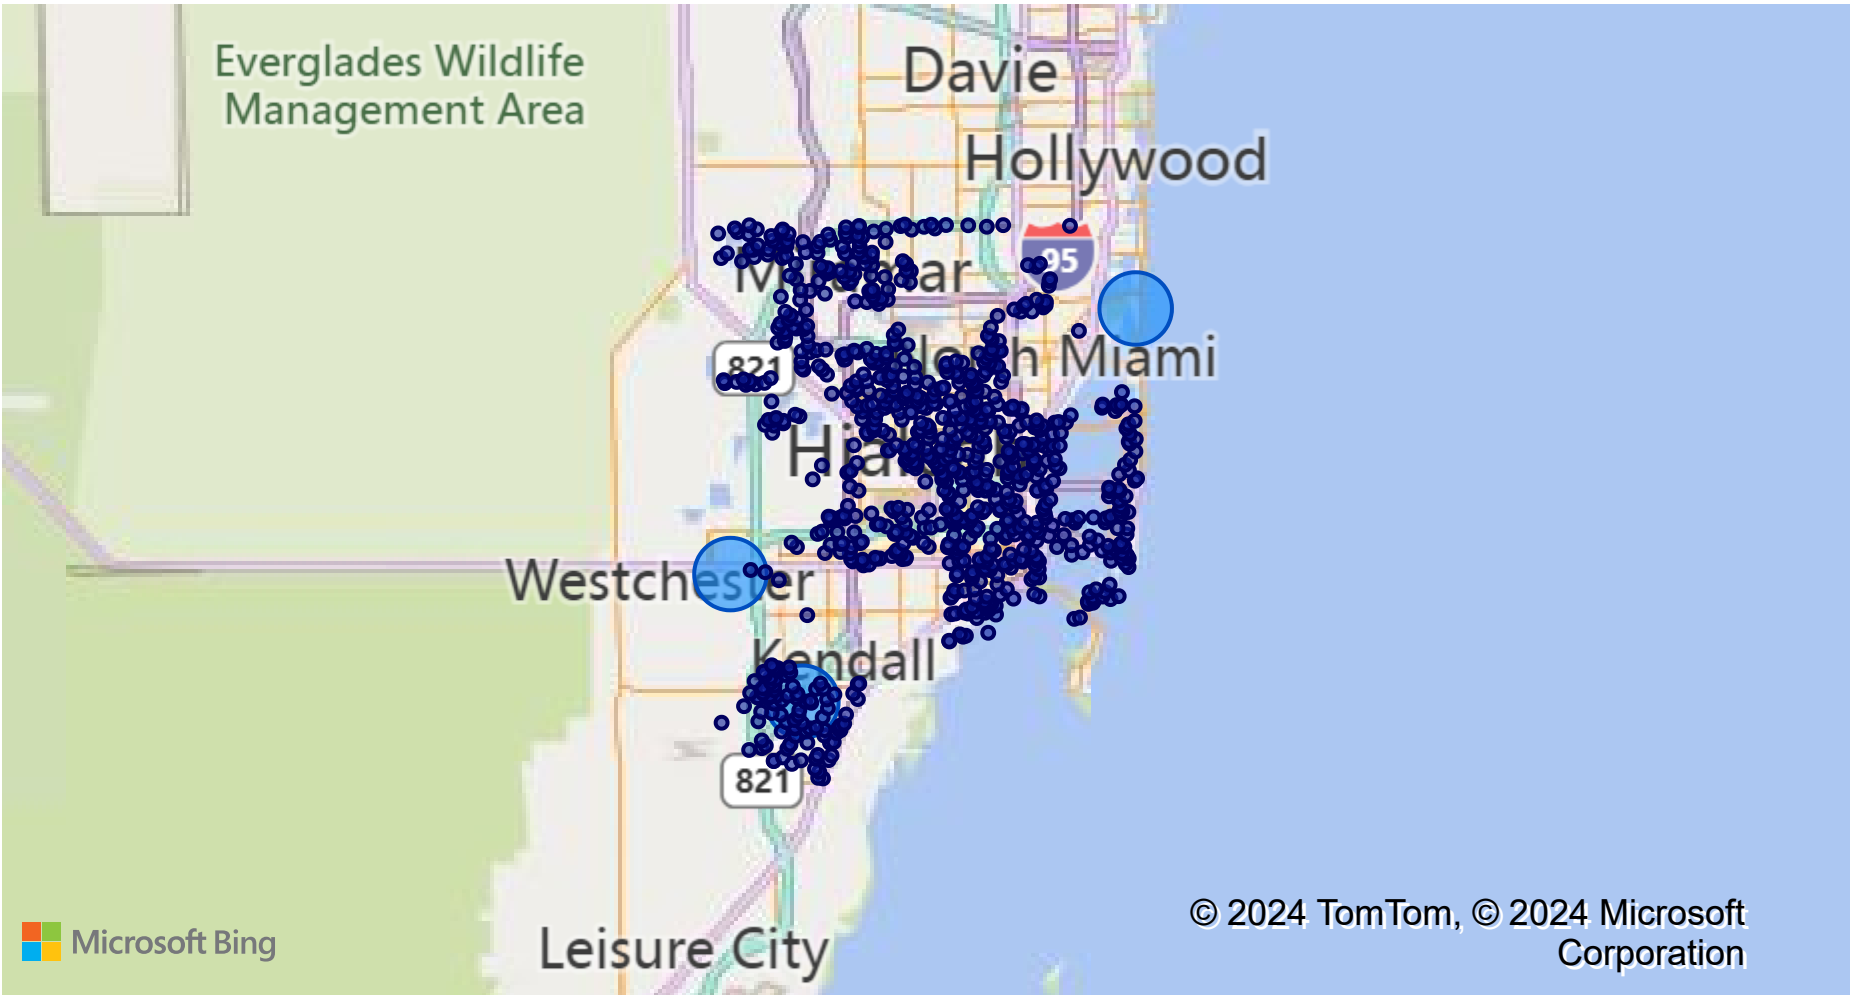 Everglades Wildlife
Management Area
Davie
Hollywood
95
Miami
821
Westchester
Kendall
821
Leisure City
Microsoft Bing
© 2024 TomTom, © 2024 Microsoft
Corporation